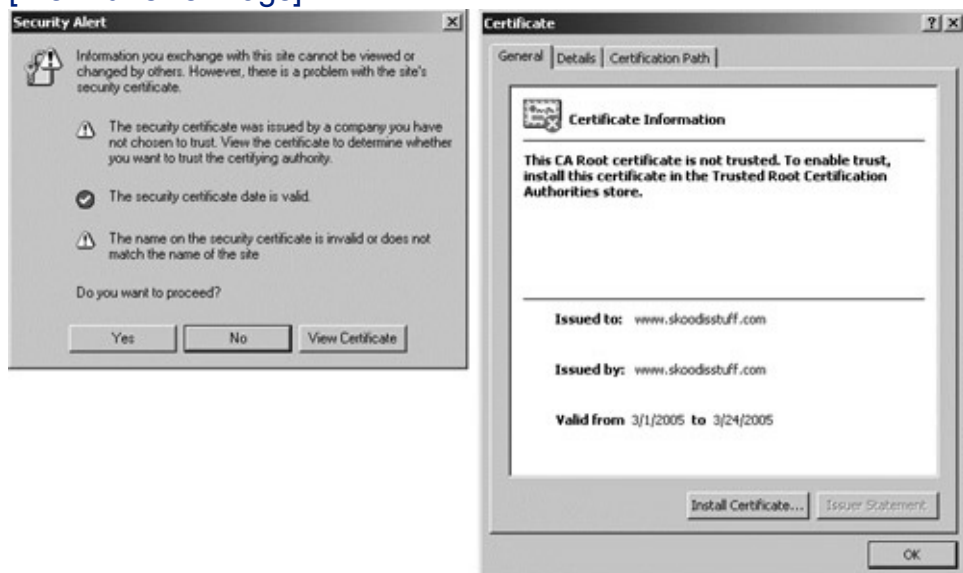 Security Alert
Information you exchange with this site cannot be viewed or
changed by others. However, there is a problem with the site's
security certificate.
The security certificate was issued by a company you have
not chosen to trust. View the certificate to determine whether
you want to trust the certifying authority.
The security certificate date is valid.
The name on the security certificate is invalid or does not
match the name of the site
Do you want to proceed?
Yes No View Certificate
Certificate
General Details Certification Path
Certificate Information
This CA Root certificate is not trusted. To enable trust,
install this certificate in the Trusted Root Certification
Authorities store.
Issued to: www.skoodisstuff.com
Issued by: www.skoodisstuff.com
Valid from 3/1/2005 to 3/24/2005
Install Certificate... Issuer Statement
OK